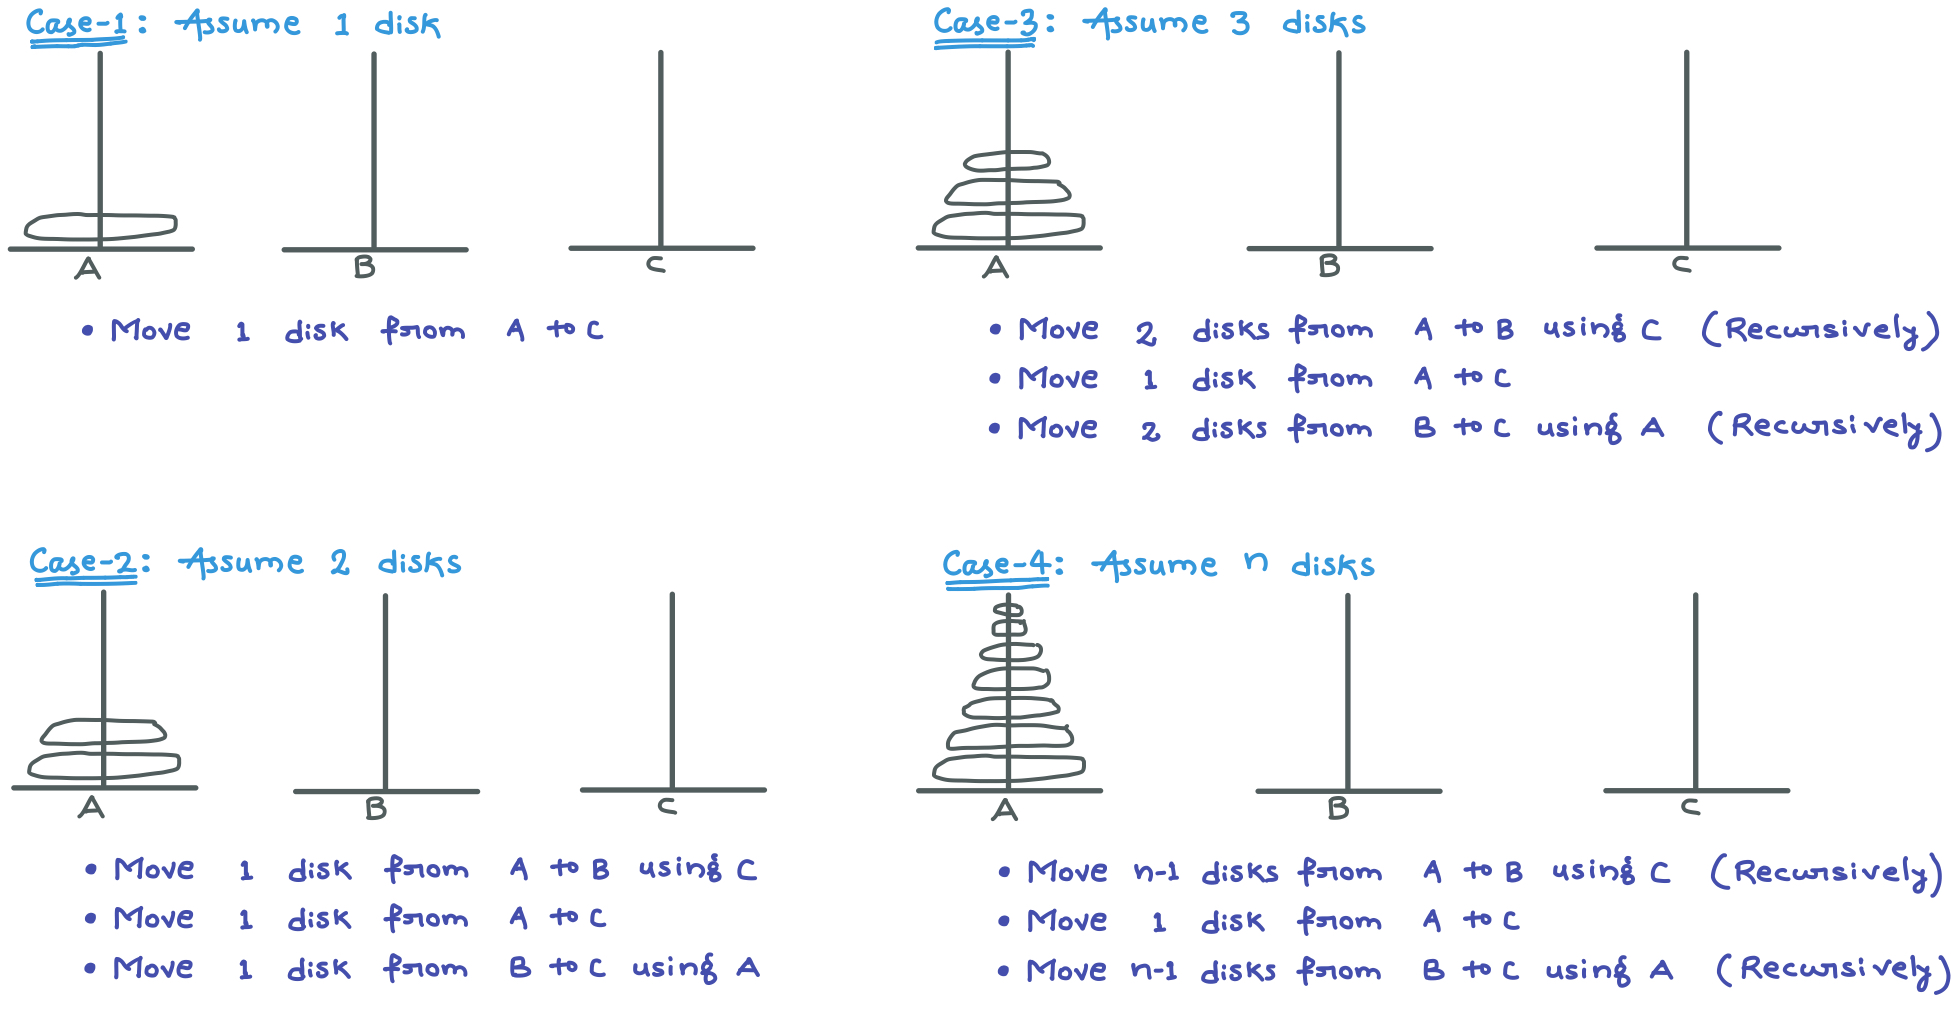 Case-1: Assume 1 disk
A B C
• Move 1 disk from A to C
Case-2: Assume 2 disks
A B C
• Move 1 disk from A to B using C
• Move 1 disk from A to C
• Move 1 disk from B to C using A
Case-3: Assume 3 disks
A B C
• Move 2 disks from A to B using C (Recursively)
• Move 1 disk from A to C
• Move 2 disks from B to C using A (Recursively)
Case-4: Assume n disks
A B C
• Move n-1 disks from A to B using C (Recursively)
• Move 1 disk from A to C
• Move n-1 disks from B to C using A (Recursively)